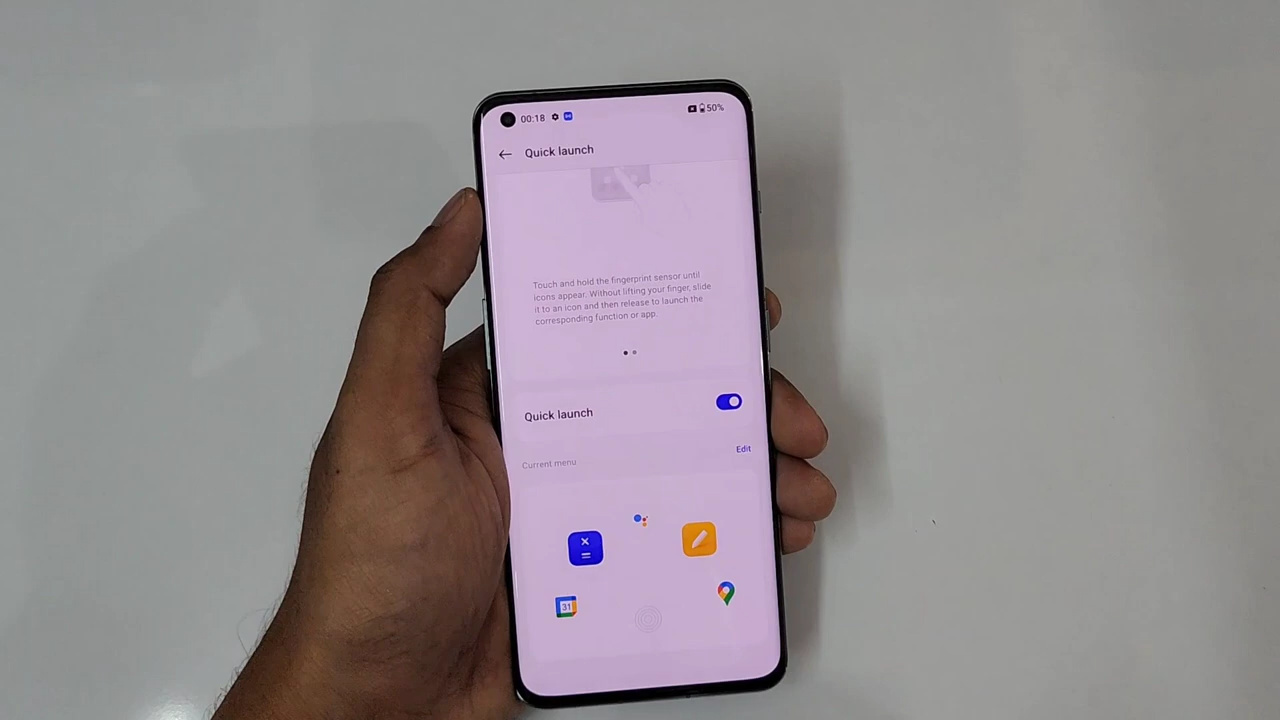 00:18 50%
Quick launch
Touch and hold the fingerprint sensor until
icons appear. Without lifting your finger, slide
it to an icon and then release to launch the
corresponding function or app.
Quick launch
Current menu Edit
31